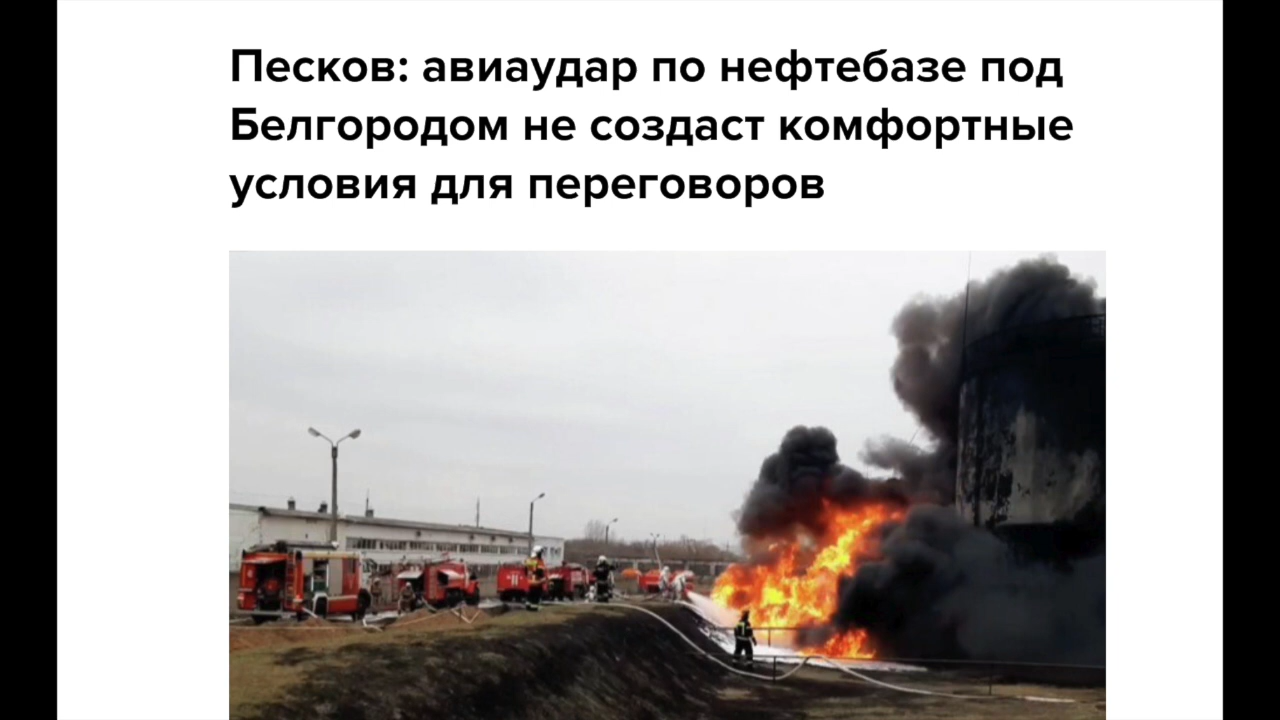 Песков: авиаудар по нефтебазе под
Белгородом не создаст комфортные
условия для переговоров